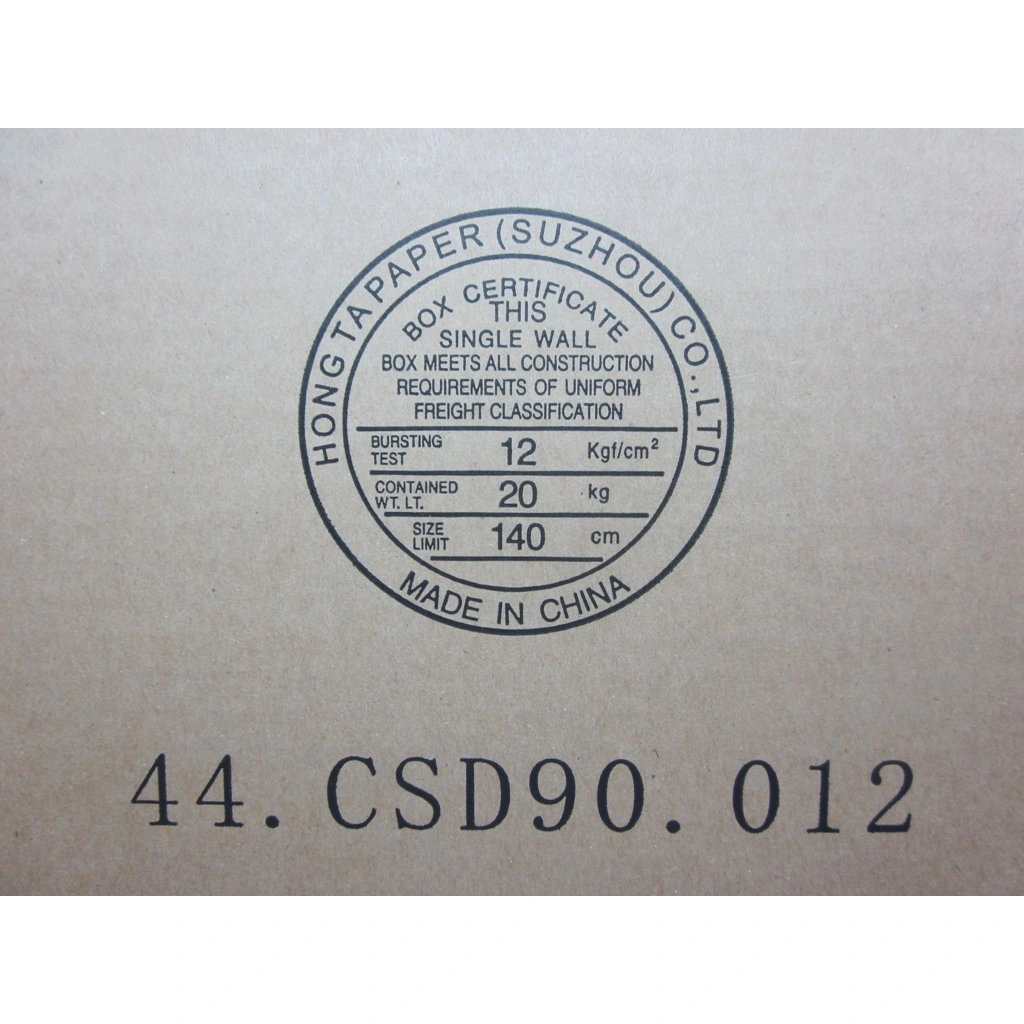 HONG TA PAPER (SUZHOU) CO., LTD
BOX CERTIFICATE
THIS
SINGLE WALL
BOX MEETS ALL CONSTRUCTION
REQUIREMENTS OF UNIFORM
FREIGHT CLASSIFICATION
BURSTING
TEST 12 Kgf/cm²
CONTAINED
WT. LT. 20 kg
SIZE
LIMIT 140 cm
MADE IN CHINA
44.CSD90.012